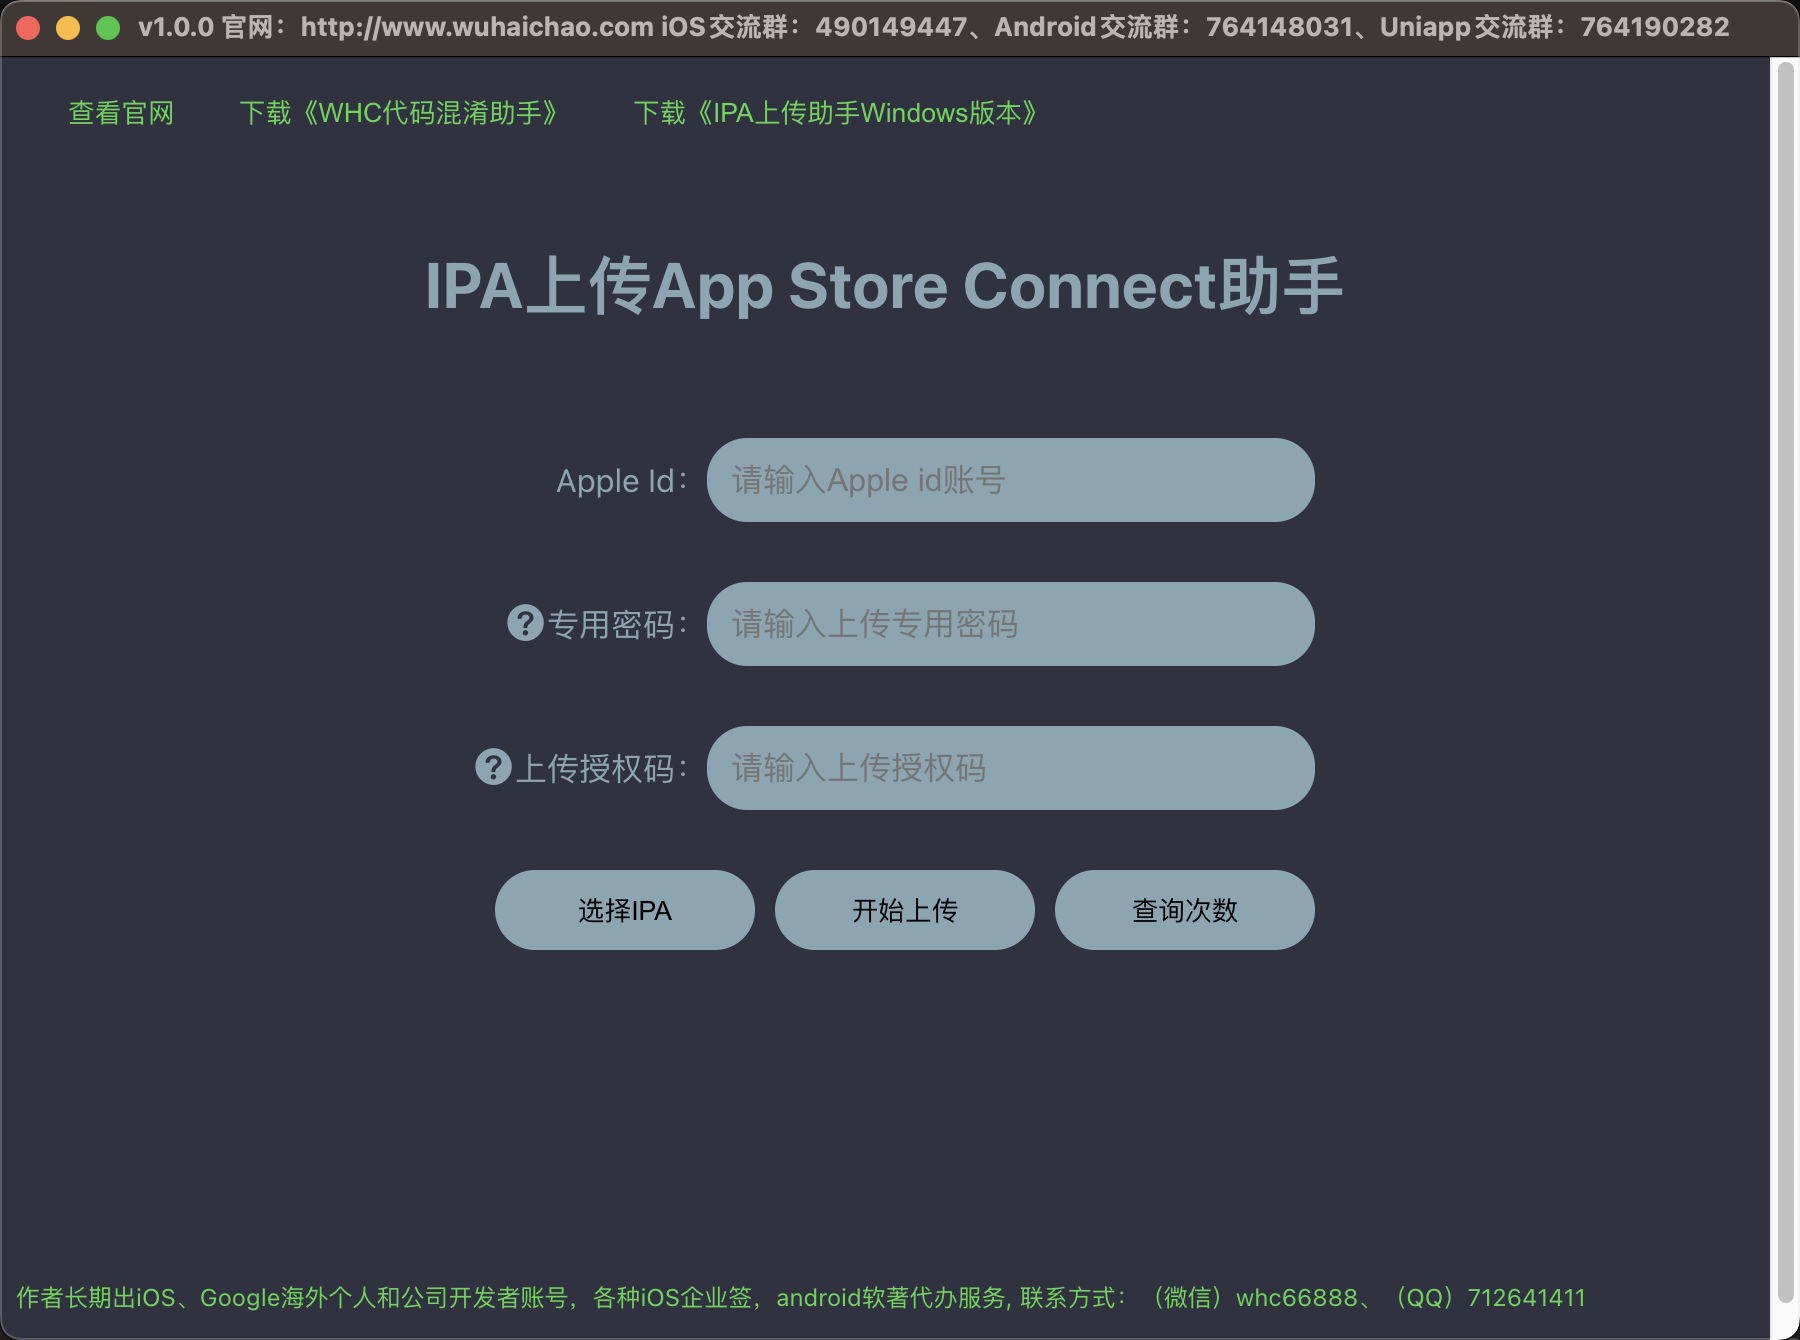 v1.0.0 官网：http://www.wuhaichao.com iOS交流群：490149447、Android交流群：764148031、Uniapp交流群：764190282
查看官网 下载《WHC代码混淆助手》 下载《IPA上传助手Windows版本》
IPA上传App Store Connect助手
Apple Id： 请输入Apple id账号
?专用密码： 请输入上传专用密码
?上传授权码： 请输入上传授权码
选择IPA 开始上传 查询次数
作者长期出iOS、Google海外个人和公司开发者账号，各种iOS企业签，android软著代办服务, 联系方式：（微信）whc66888、（QQ）712641411